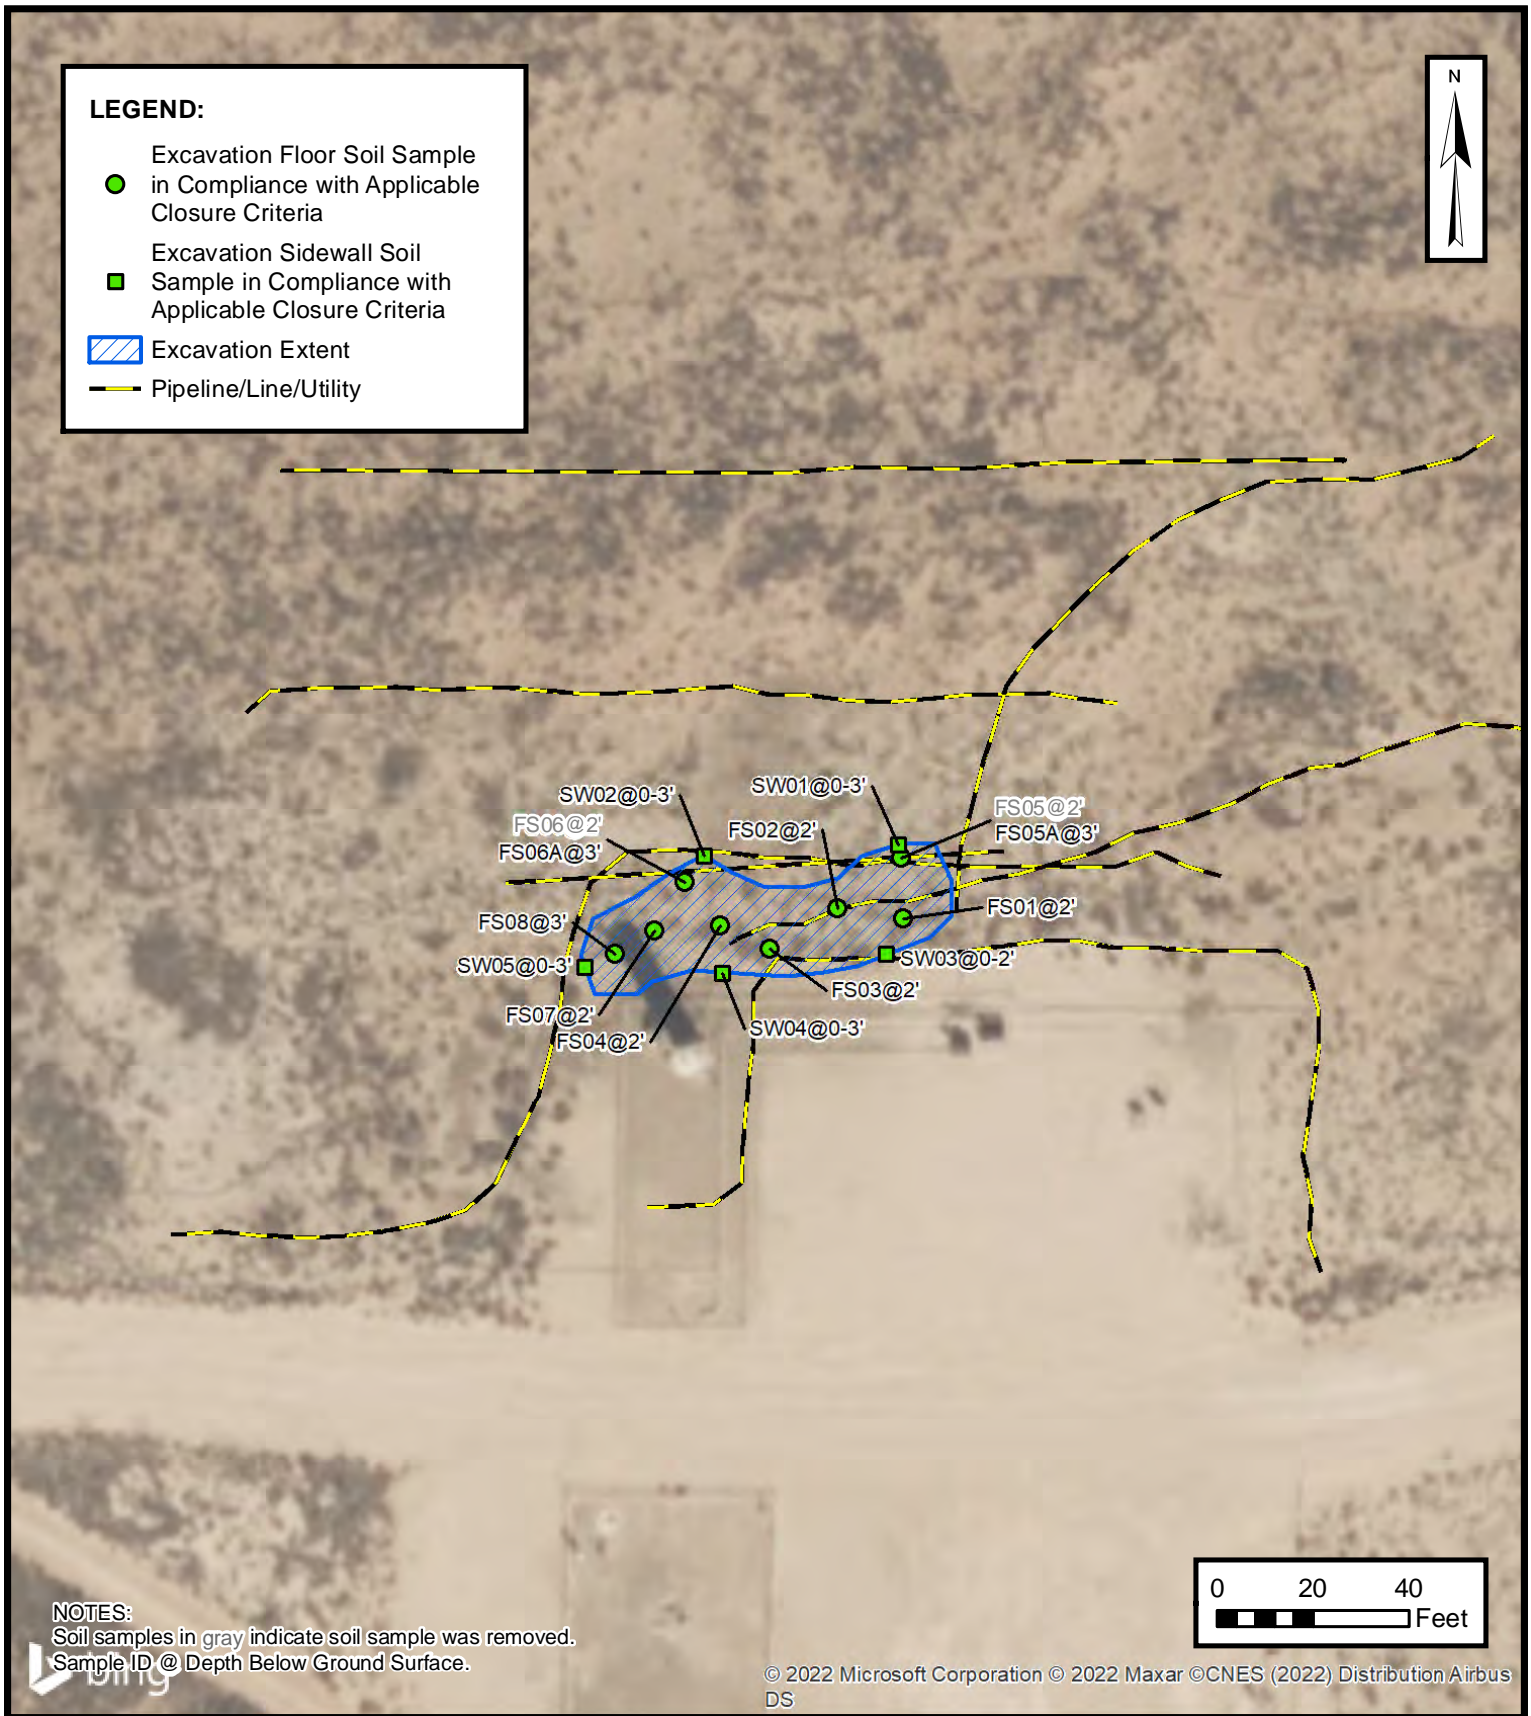 LEGEND:
Excavation Floor Soil Sample
in Compliance with Applicable
Closure Criteria
Excavation Sidewall Soil
Sample in Compliance with
Applicable Closure Criteria
Excavation Extent
Pipeline/Line/Utility
N
SW02@0-3'
SW01@0-3'
FS06@2'
FS06A@3'
FS02@2'
FS05@2'
FS05A@3'
FS08@3'
FS01@2'
SW05@0-3'
SW03@0-2'
FS03@2'
FS07@2'
FS04@2'
SW04@0-3'
0 20 40
Feet
NOTES:
Soil samples in gray indicate soil sample was removed.
Sample ID @ Depth Below Ground Surface.
bing
© 2022 Microsoft Corporation © 2022 Maxar ©CNES (2022) Distribution Airbus
DS